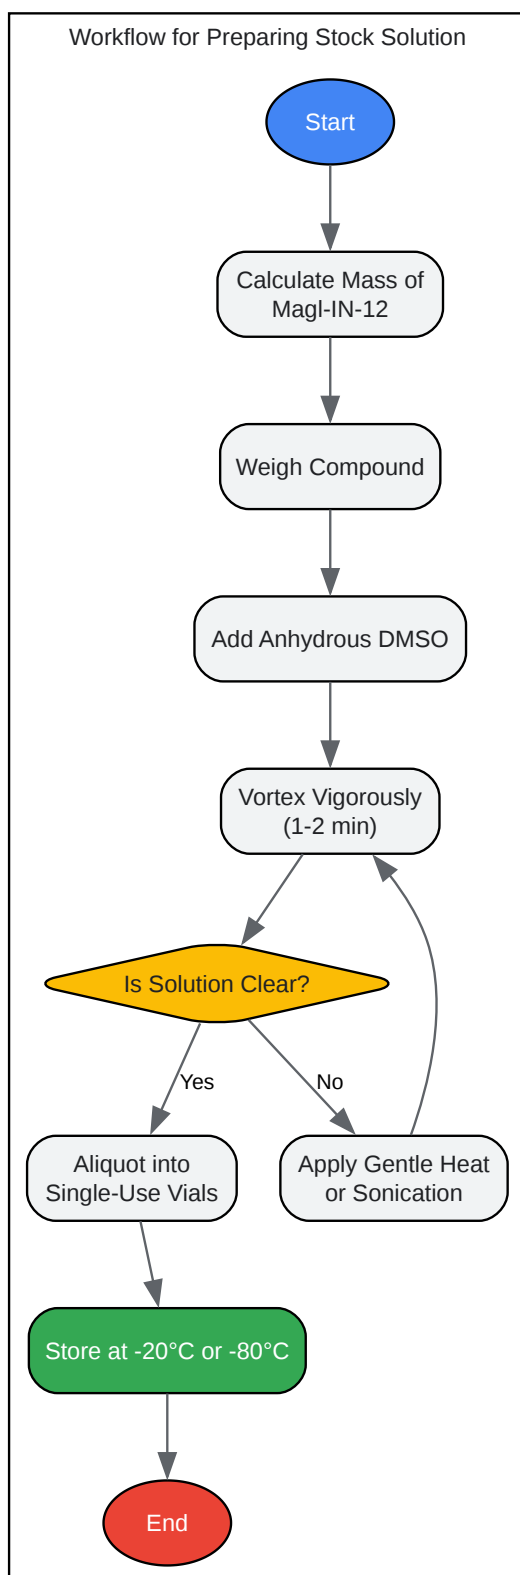 Workflow for Preparing Stock Solution
Start
Calculate Mass of
Magl-IN-12
Weigh Compound
Add Anhydrous DMSO
Vortex Vigorously
(1-2 min)
Is Solution Clear?
Yes
No
Aliquot into
Single-Use Vials
Apply Gentle Heat
or Sonication
Store at -20°C or -80°C
End